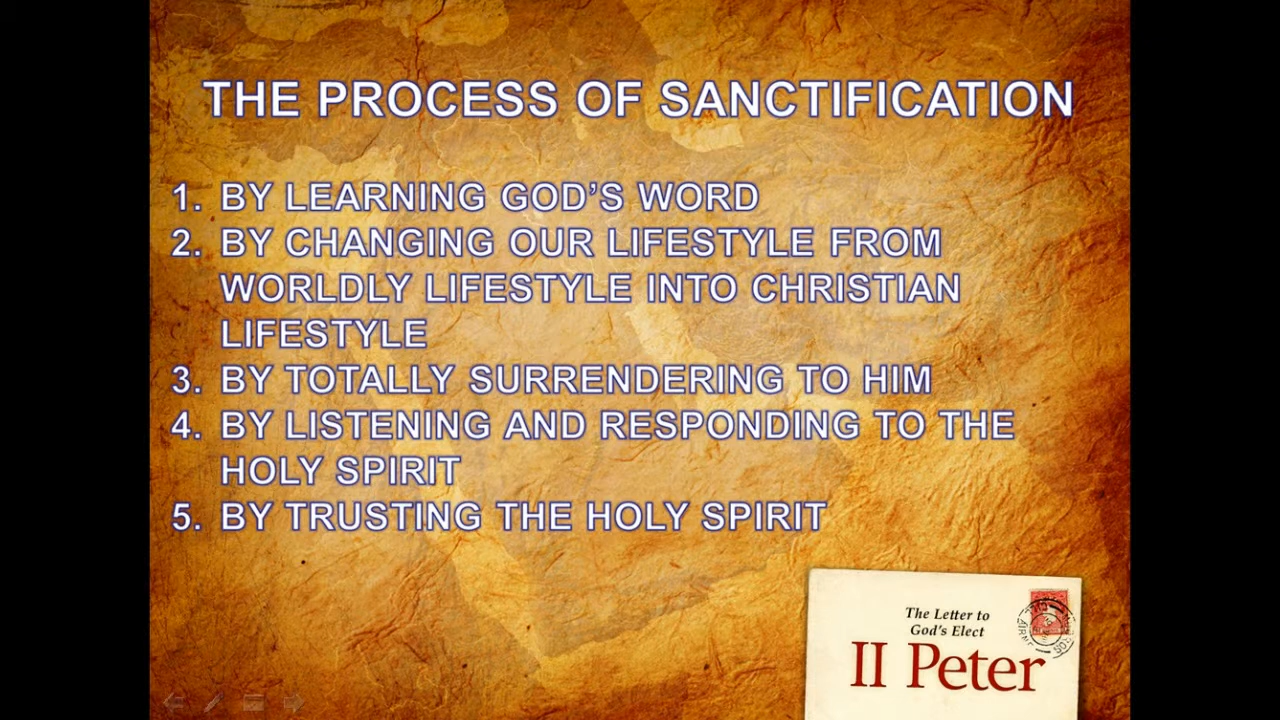 THE PROCESS OF SANCTIFICATION
1. BY LEARNING GOD’S WORD
2. BY CHANGING OUR LIFESTYLE FROM
WORLDLY LIFESTYLE INTO CHRISTIAN
LIFESTYLE
3. BY TOTALLY SURRENDERING TO HIM
4. BY LISTENING AND RESPONDING TO THE
HOLY SPIRIT
5. BY TRUSTING THE HOLY SPIRIT
The Letter to
God's Elect
II Peter